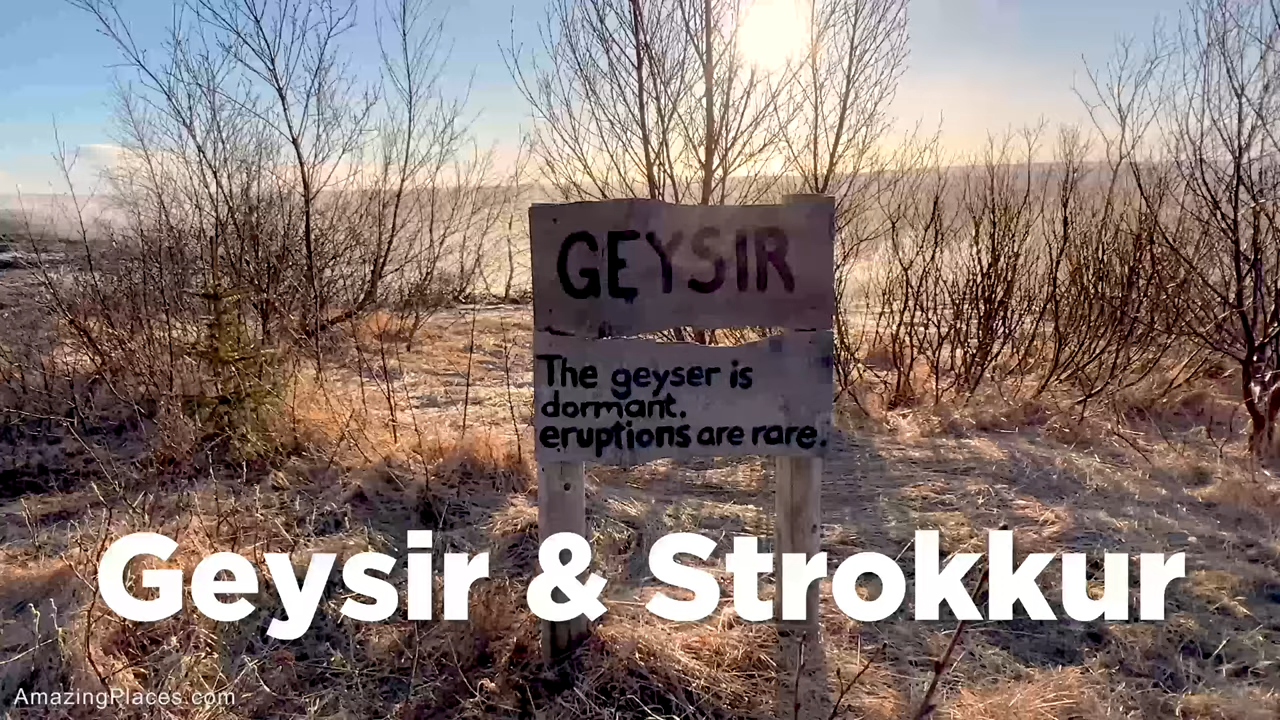 GEYSIR
The geyser is
dormant.
eruptions are rare.
Geysir & Strokkur
AmazingPlaces.com